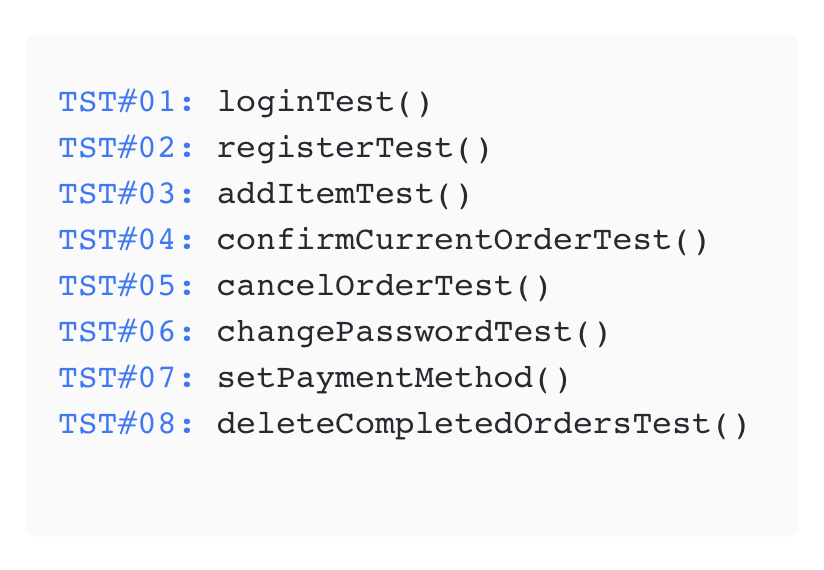 TST#01: loginTest()
TST#02: registerTest()
TST#03: addItemTest()
TST#04: confirmCurrentOrderTest()
TST#05: cancelOrderTest()
TST#06: changePasswordTest()
TST#07: setPaymentMethod()
TST#08: deleteCompletedOrdersTest()